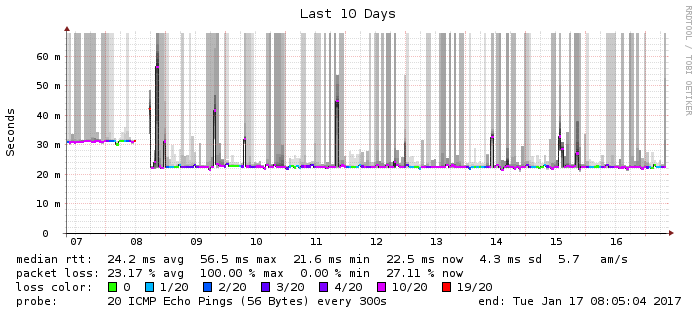 Last 10 Days
RRDTOOL / TOBI OETIKER
Seconds
60 m
50 m
40 m
30 m
20 m
10 m
0
07 08 09 10 11 12 13 14 15 16
median rtt: 24.2 ms avg 56.5 ms max 21.6 ms min 22.5 ms now 4.3 ms sd 5.7 am/s
packet loss: 23.17 % avg 100.00 % max 0.00 % min 27.11 % now
loss color: 0 1/20 2/20 3/20 4/20 10/20 19/20
probe: 20 ICMP Echo Pings (56 Bytes) every 300s end: Tue Jan 17 08:05:04 2017